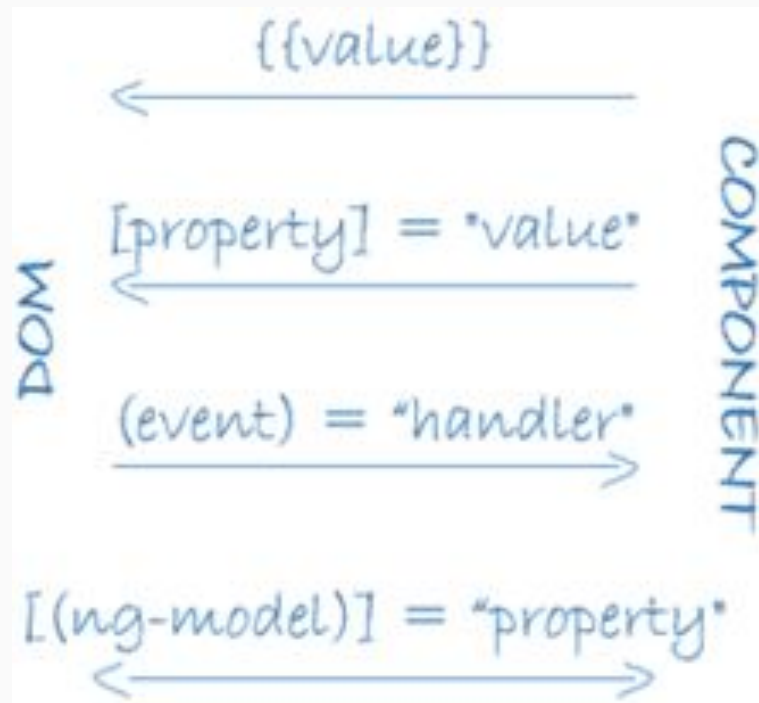 {{value}}
[property] = "value"
DOM
COMPONENT
(event) = "handler"
[(ng-model)] = "property"